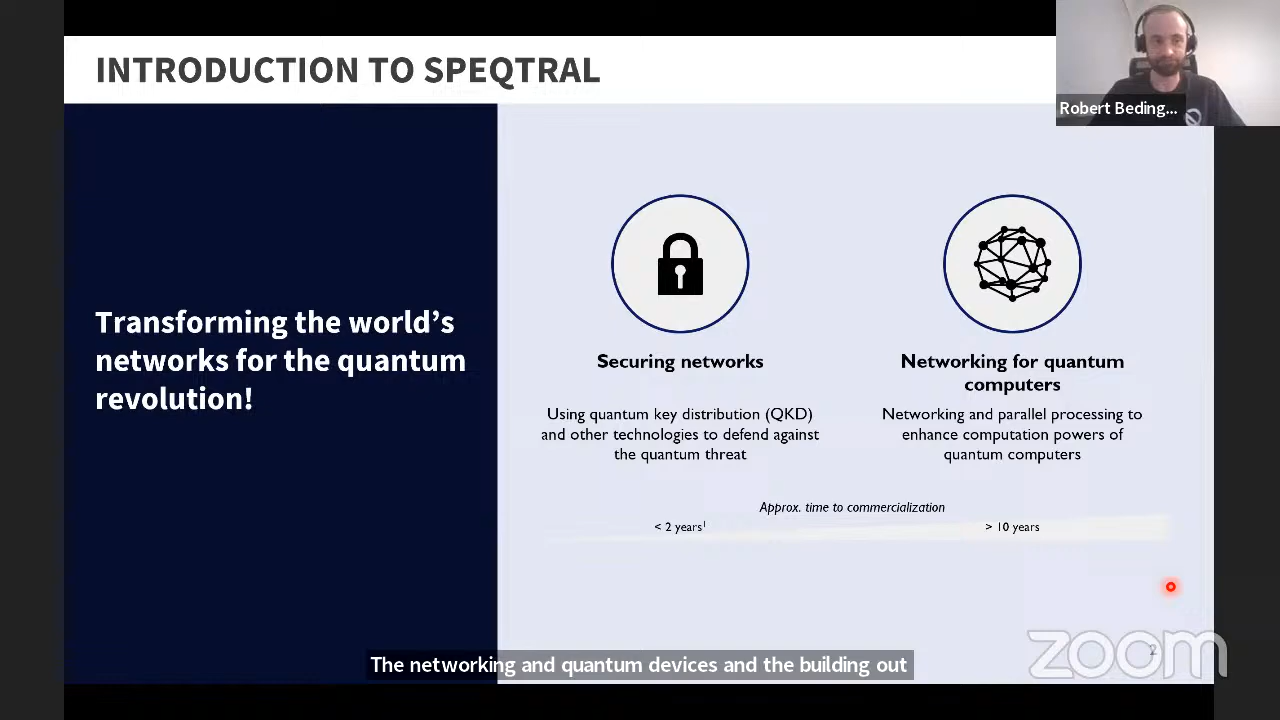 INTRODUCTION TO SPEQTRAL
Robert Beding...
Transforming the world's
networks for the quantum
revolution!
Securing networks
Using quantum key distribution (QKD)
and other technologies to defend against
the quantum threat
Networking for quantum
computers
Networking and parallel processing to
enhance computation powers of
quantum computers
Approx. time to commercialization
< 2 years¹
> 10 years
The networking and quantum devices and the building out
zoom
2